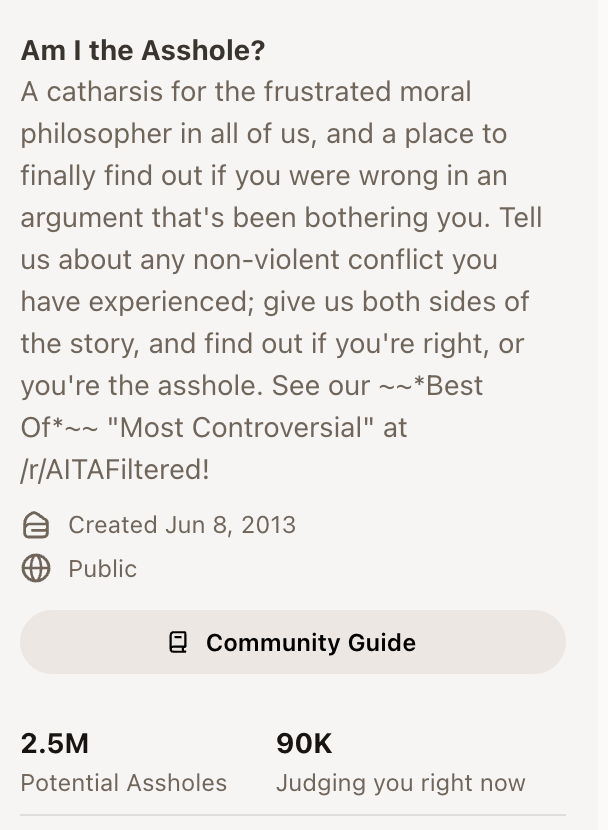 Am I the Asshole?
A catharsis for the frustrated moral
philosopher in all of us, and a place to
finally find out if you were wrong in an
argument that's been bothering you. Tell
us about any non-violent conflict you
have experienced; give us both sides of
the story, and find out if you're right, or
you're the asshole. See our ~~*Best
Of*~~ "Most Controversial" at
/r/AITAFiltered!
Created Jun 8, 2013
Public
Community Guide
2.5M 90K
Potential Assholes Judging you right now